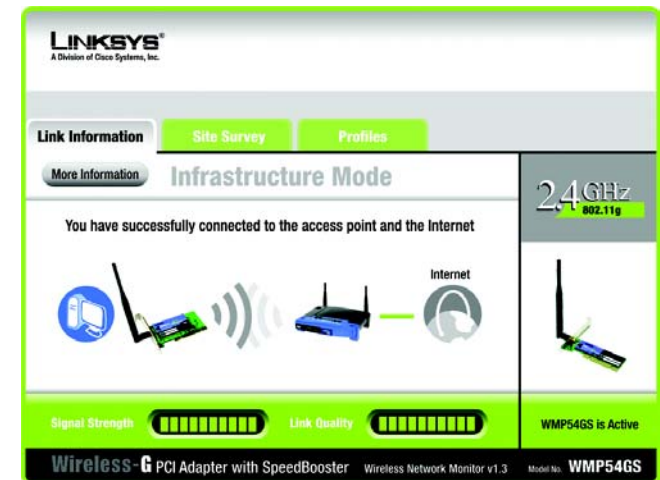 LINKSYS®
A Division of Cisco Systems, Inc.
Link Information
Site Survey
Profiles
More Information
Infrastructure Mode
2.4GHz
802.11g
You have successfully connected to the access point and the Internet
Internet
Signal Strength
Link Quality
WMP54GS is Active
Wireless-G PCI Adapter with SpeedBooster Wireless Network Monitor v1.3 Model No. WMP54GS